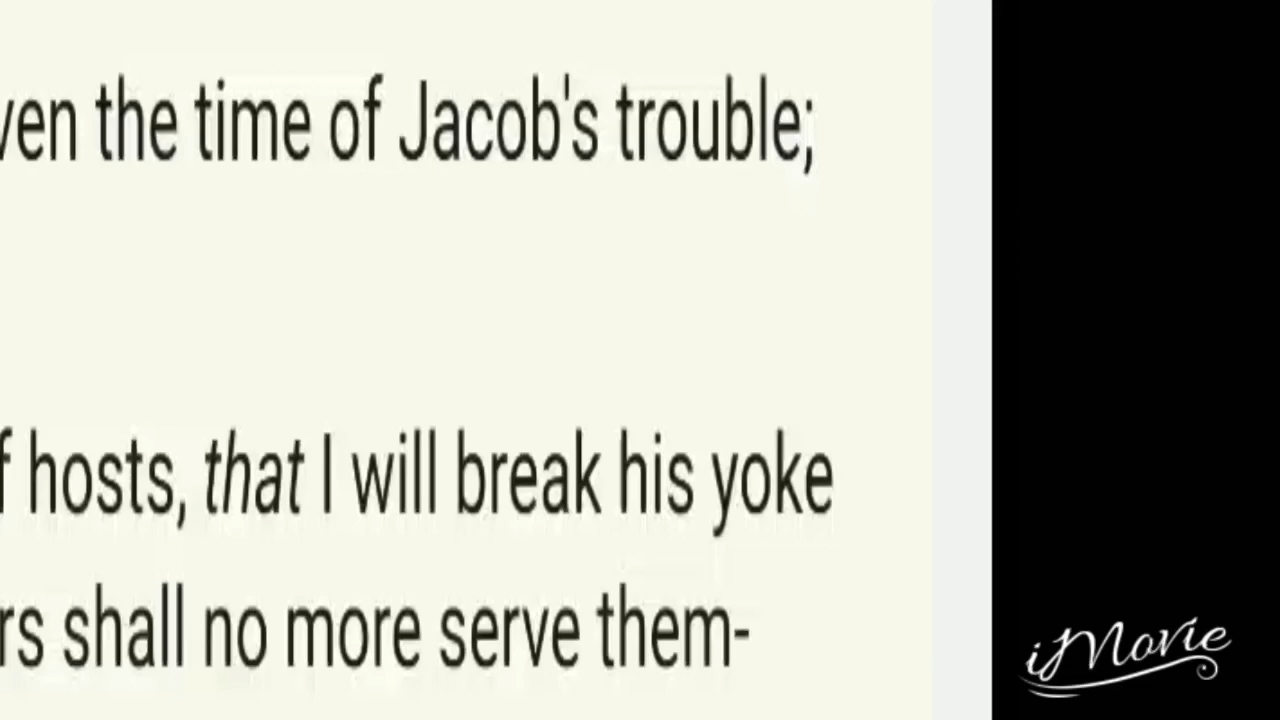 ven the time of Jacob's trouble;
f hosts, that I will break his yoke
rs shall no more serve them-
iMovie